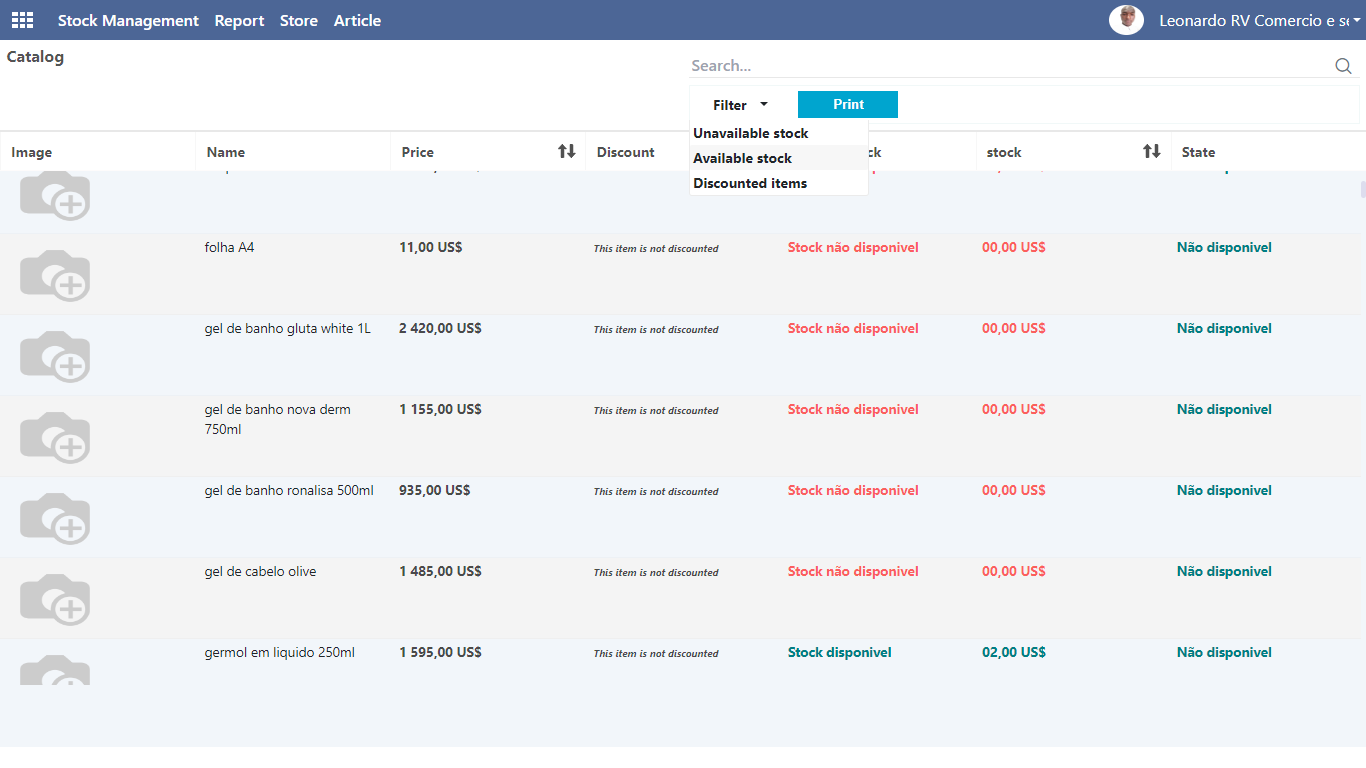 Stock Management Report Store Article Leonardo RV Comercio e se
Catalog
Search...
Filter Print
Unavailable stock
Available stock
Discounted items
Image Name Price Discount ck stock State
folha A4 11,00 US$ This item is not discounted Stock não disponivel 00,00 US$ Não disponivel
gel de banho gluta white 1L 2 420,00 US$ This item is not discounted Stock não disponivel 00,00 US$ Não disponivel
gel de banho nova derm 1 155,00 US$ This item is not discounted Stock não disponivel 00,00 US$ Não disponivel
750ml
gel de banho ronalisa 500ml 935,00 US$ This item is not discounted Stock não disponivel 00,00 US$ Não disponivel
gel de cabelo olive 1 485,00 US$ This item is not discounted Stock não disponivel 00,00 US$ Não disponivel
germol em liquido 250ml 1 595,00 US$ This item is not discounted Stock disponivel 02,00 US$ Não disponivel